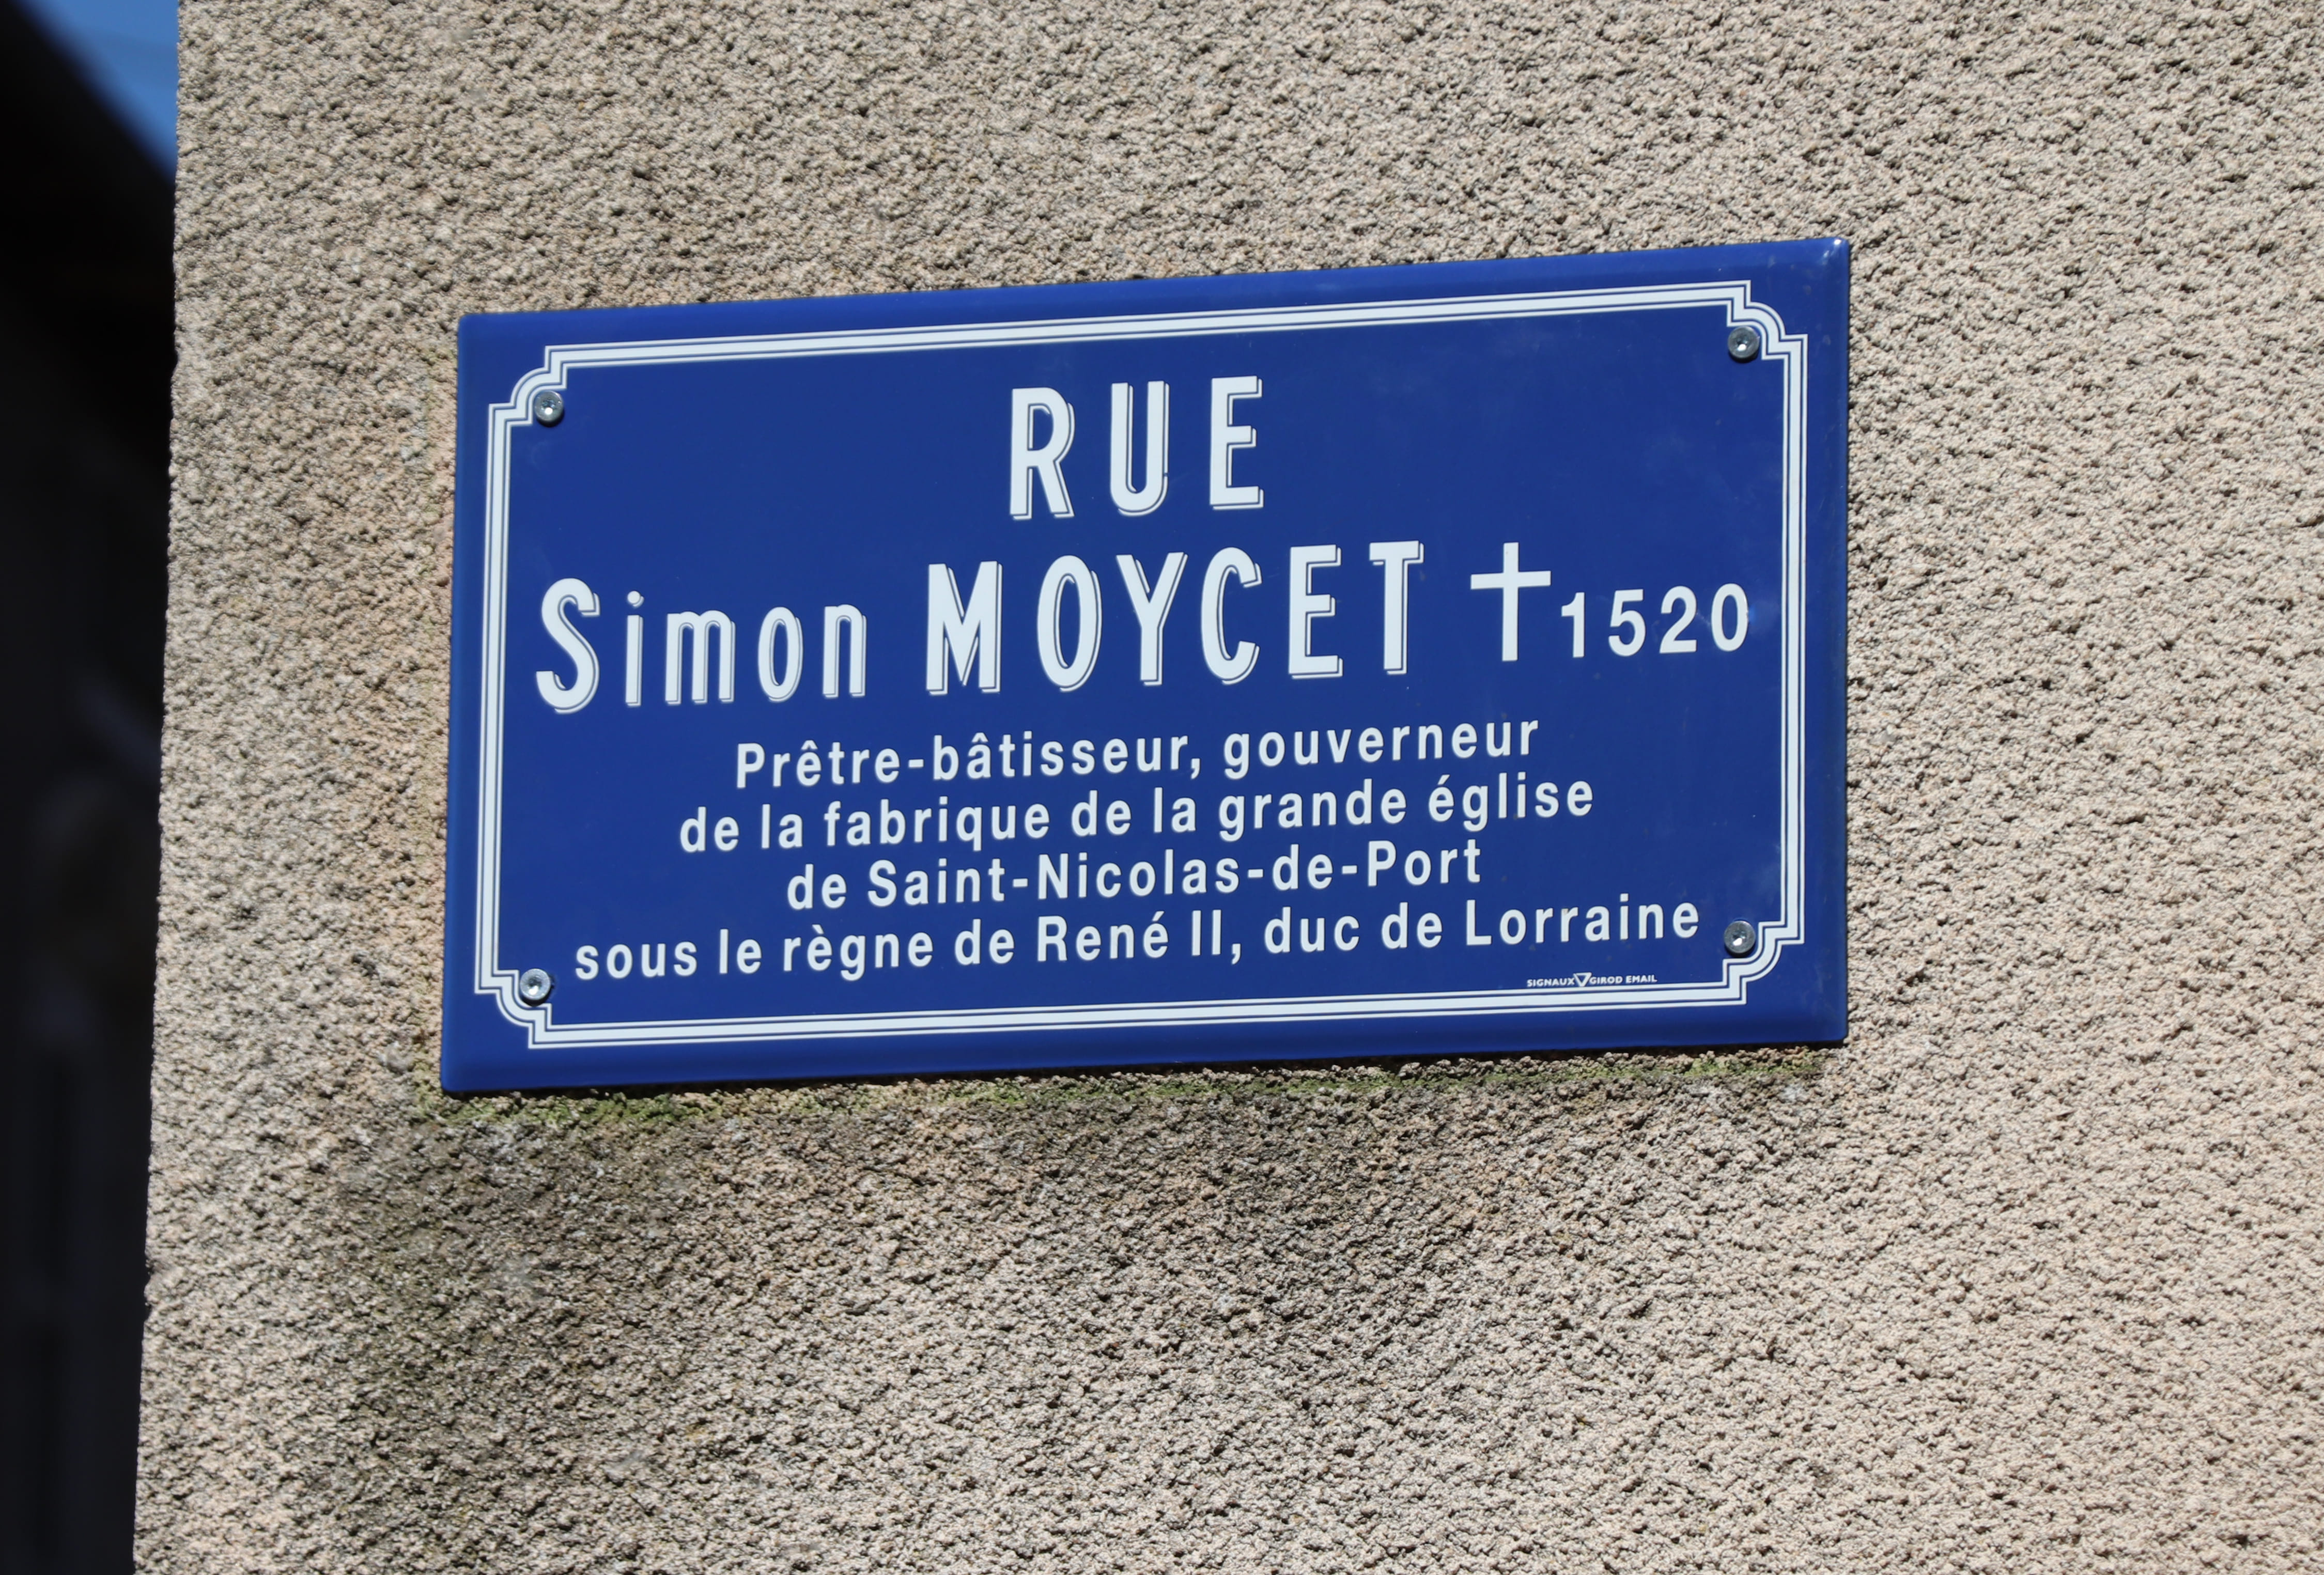 RUE
Simon MOYCET ✝1520
Prêtre-bâtisseur, gouverneur
de la fabrique de la grande église
de Saint-Nicolas-de-Port
sous le règne de René II, duc de Lorraine
SIGNAUX GIROD EMAIL